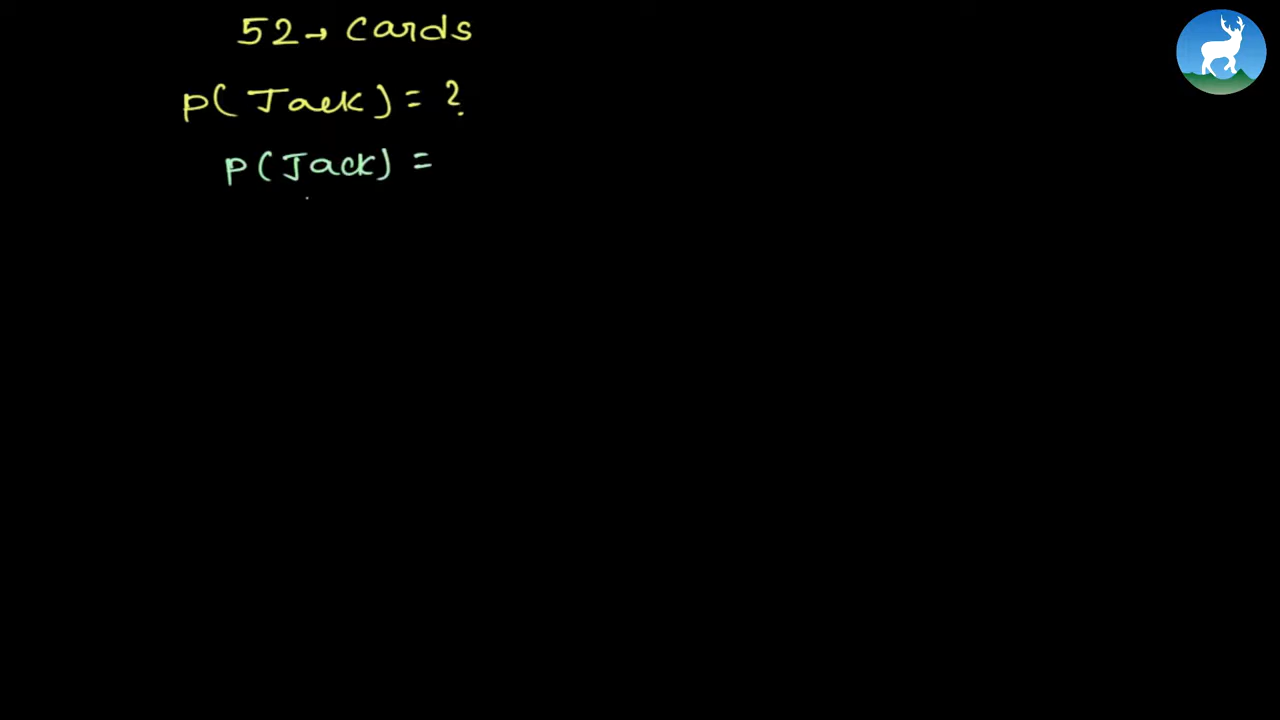 52 → cards
P(Jack) = ?
P(Jack) =